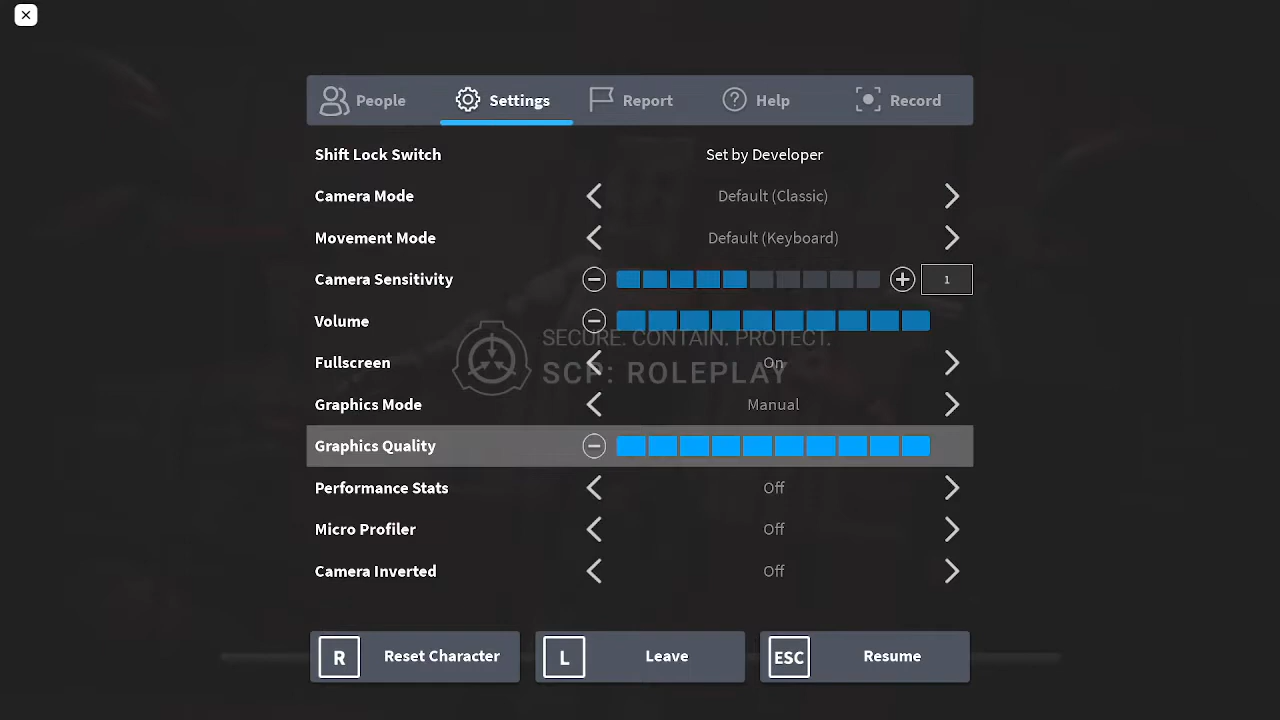 People Settings Report Help Record
Shift Lock Switch Set by Developer
Camera Mode Default (Classic)
Movement Mode Default (Keyboard)
Camera Sensitivity 1
Volume
SECURE. CONTAIN. PROTECT.
Fullscreen On
SCP: ROLEPLAY
Graphics Mode Manual
Graphics Quality
Performance Stats Off
Micro Profiler Off
Camera Inverted Off
R Reset Character L Leave ESC Resume